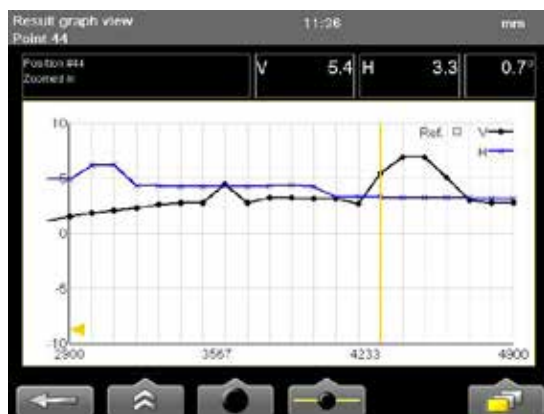 Result graph view 11:26 mm
Point 44
Position #44 V 5.4 H 3.3 0.7°
Zoomed in
10 Ref. V
H
5
0
-5
-10
2900 3567 4233 4900